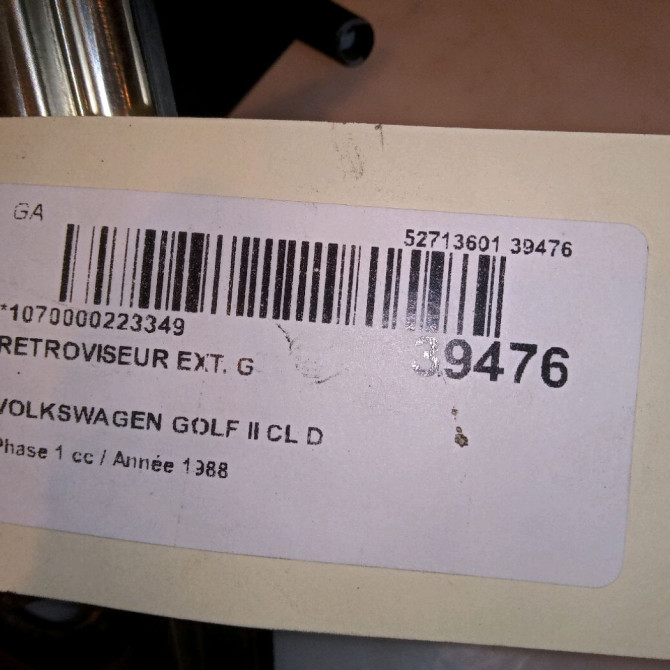 GA
52713601 39476
*1070000223349
39476
RETROVISEUR EXT. G
VOLKSWAGEN GOLF II CL D
Phase 1 cc / Année 1988